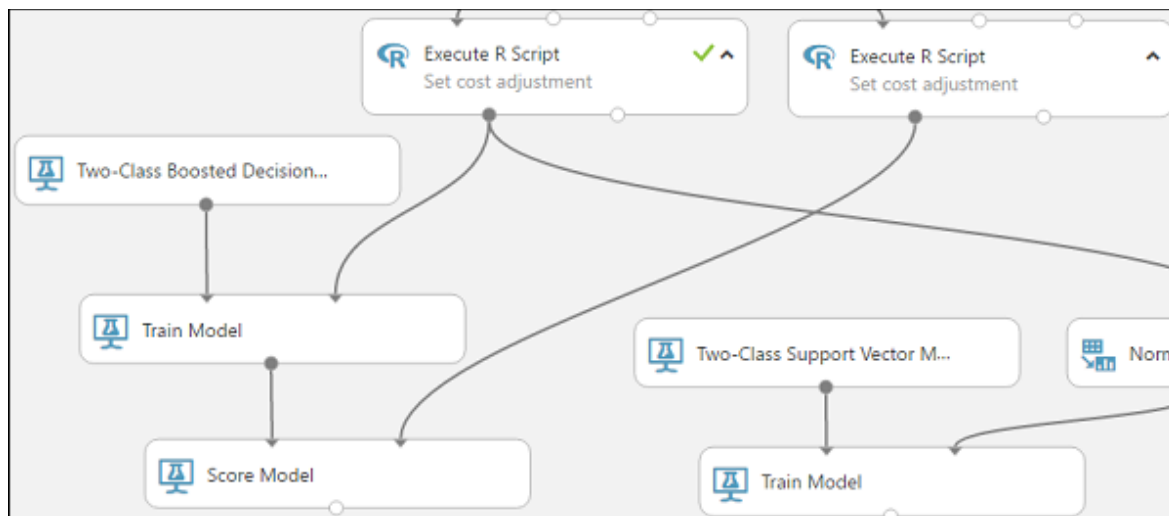 Execute R Script
Set cost adjustment
Execute R Script
Set cost adjustment
Two-Class Boosted Decision...
Train Model
Two-Class Support Vector M...
Norm
Score Model
Train Model